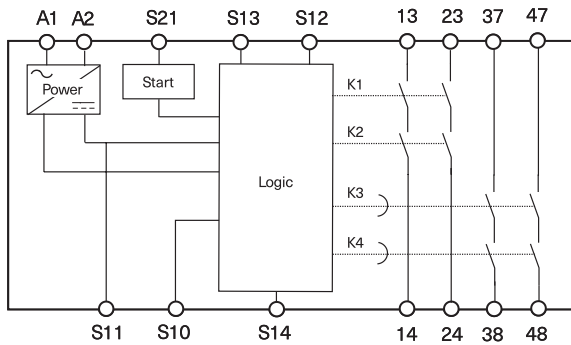 A1 A2 S21 S13 S12 13 23 37 47
Power
Start
K1
K2
Logic
K3
K4
S11 S10 S14 14 24 38 48